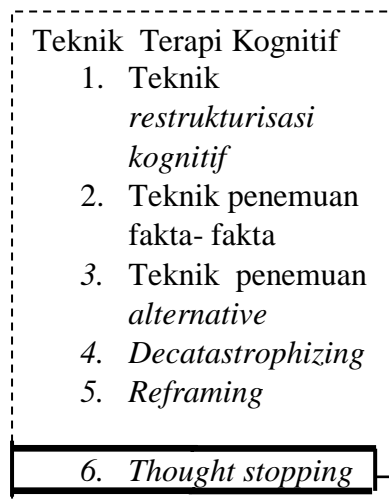 Teknik Terapi Kognitif
1. Teknik
restrukturisasi
kognitif
2. Teknik penemuan
fakta- fakta
3. Teknik penemuan
alternative
4. Decatastrophizing
5. Reframing
6. Thought stopping